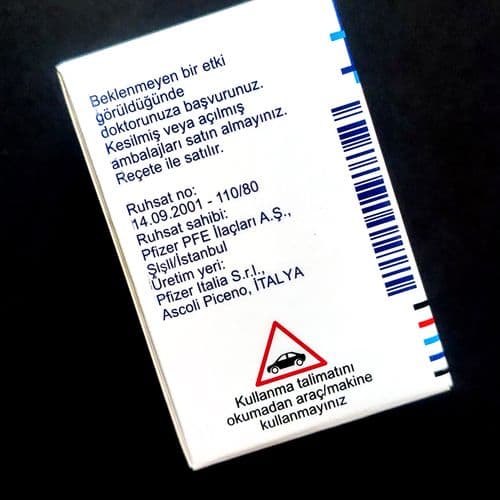 Beklenmeyen bir etki
görüldüğünde
doktorunuza başvurunuz.
Kesilmiş veya açılmış
ambalajları satın almayınız.
Reçete ile satılır.
Ruhsat no:
14.09.2001 - 110/80
Ruhsat sahibi:
Pfizer PFE İlaçları A.Ş.,
Şişli/İstanbul
Üretim yeri:
Pfizer Italia S.r.l.,
Ascoli Piceno, İTALYA
Kullanma talimatını
okumadan araç/makine
kullanmayınız